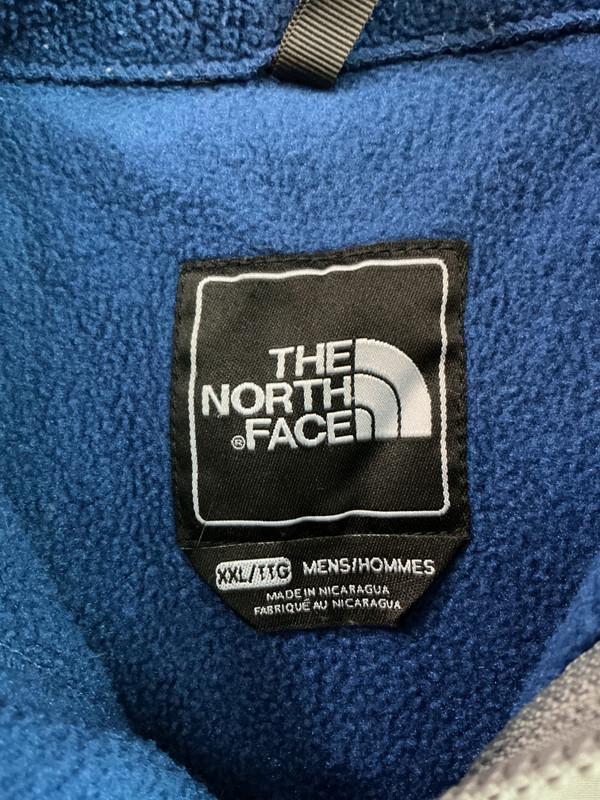 THE
NORTH
®FACE
XXL/TTG MENS/HOMMES
MADE IN NICARAGUA
FABRIQUÉ AU NICARAGUA